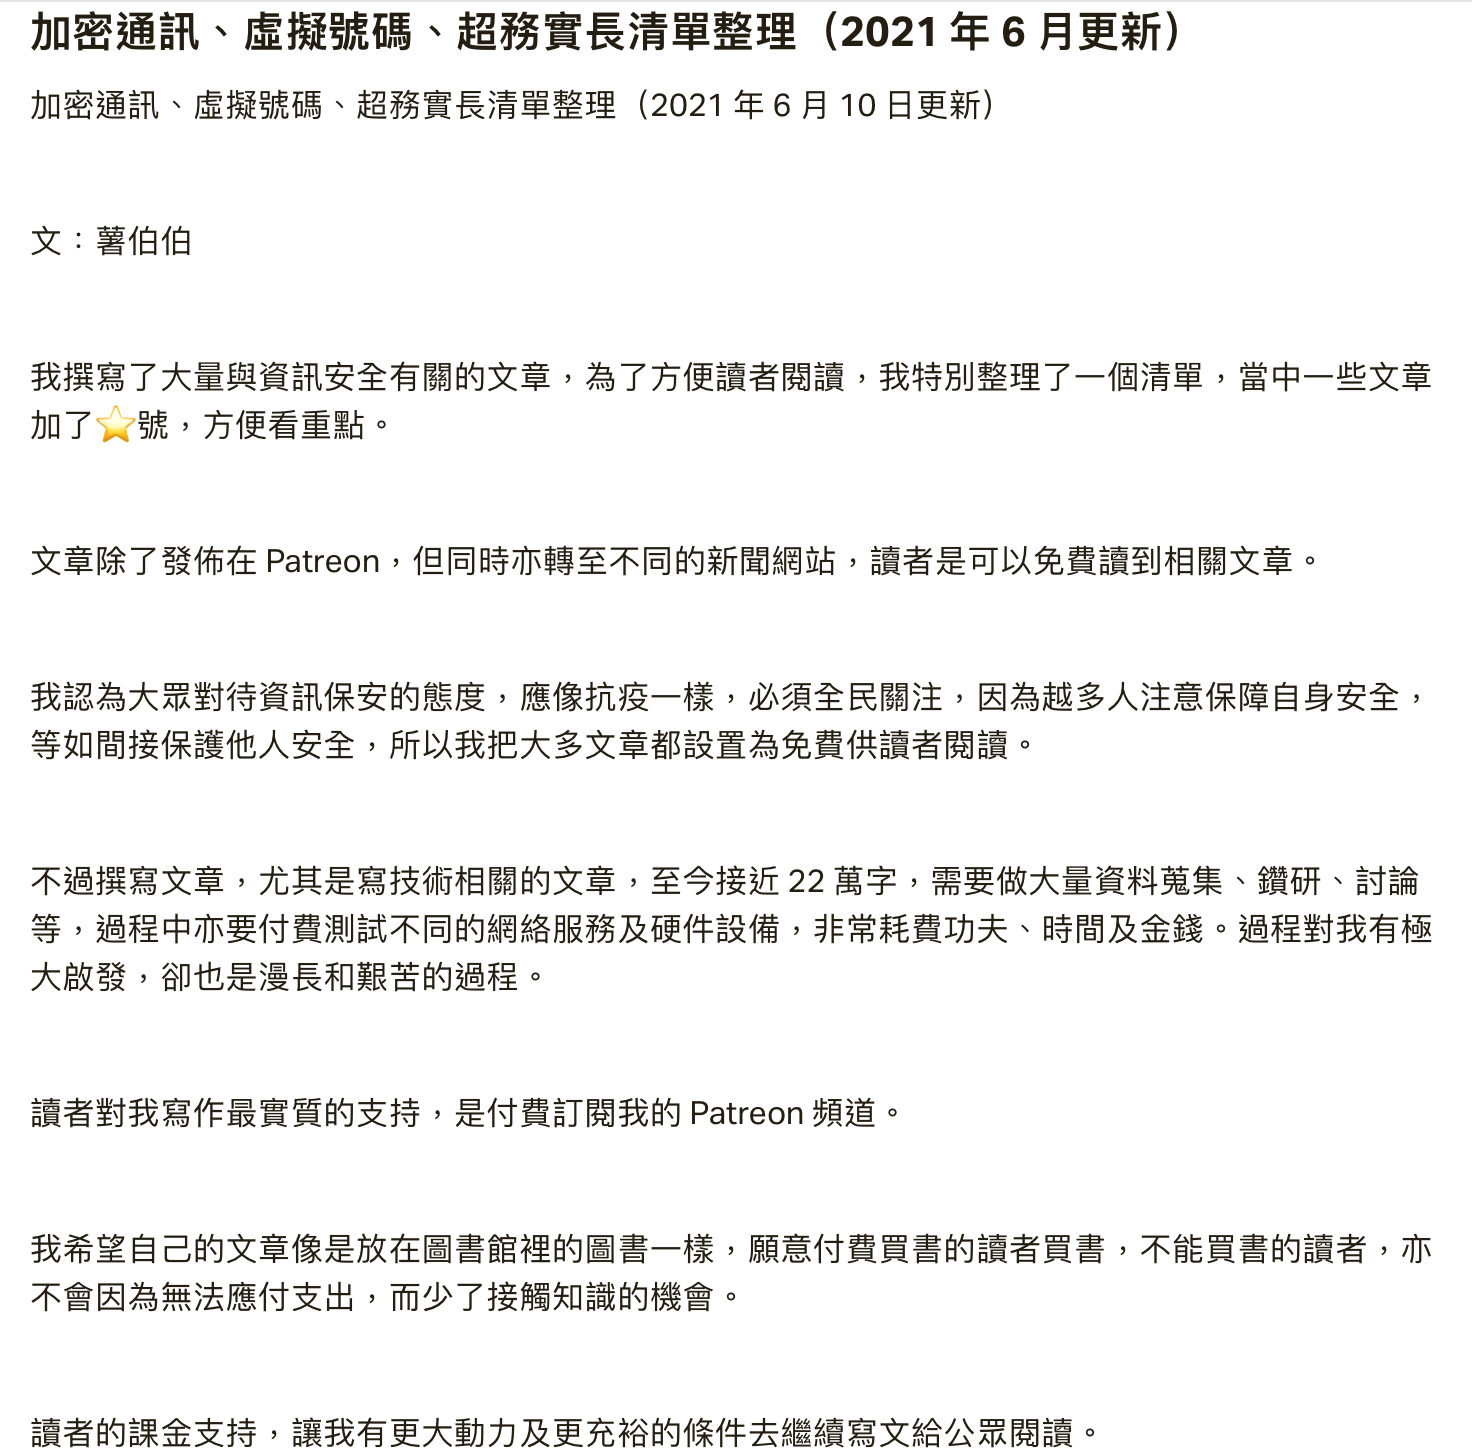 加密通訊、虛擬號碼、超務實長清單整理（2021 年 6 月更新）
加密通訊、虛擬號碼、超務實長清單整理（2021 年 6 月 10 日更新）
文：薯伯伯
我撰寫了大量與資訊安全有關的文章，為了方便讀者閱讀，我特別整理了一個清單，當中一些文章
加了⭐號，方便看重點。
文章除了發佈在 Patreon，但同時亦轉至不同的新聞網站，讀者是可以免費讀到相關文章。
我認為大眾對待資訊保安的態度，應像抗疫一樣，必須全民關注，因為越多人注意保障自身安全，
等如間接保護他人安全，所以我把大多文章都設置為免費供讀者閱讀。
不過撰寫文章，尤其是寫技術相關的文章，至今接近 22 萬字，需要做大量資料蒐集、鑽研、討論
等，過程中亦要付費測試不同的網絡服務及硬件設備，非常耗費功夫、時間及金錢。過程對我有極
大啟發，卻也是漫長和艱苦的過程。
讀者對我寫作最實質的支持，是付費訂閱我的 Patreon 頻道。
我希望自己的文章像是放在圖書館裡的圖書一樣，願意付費買書的讀者買書，不能買書的讀者，亦
不會因為無法應付支出，而少了接觸知識的機會。
讀者的課金支持，讓我有更大動力及更充裕的條件去繼續寫文給公眾閱讀。